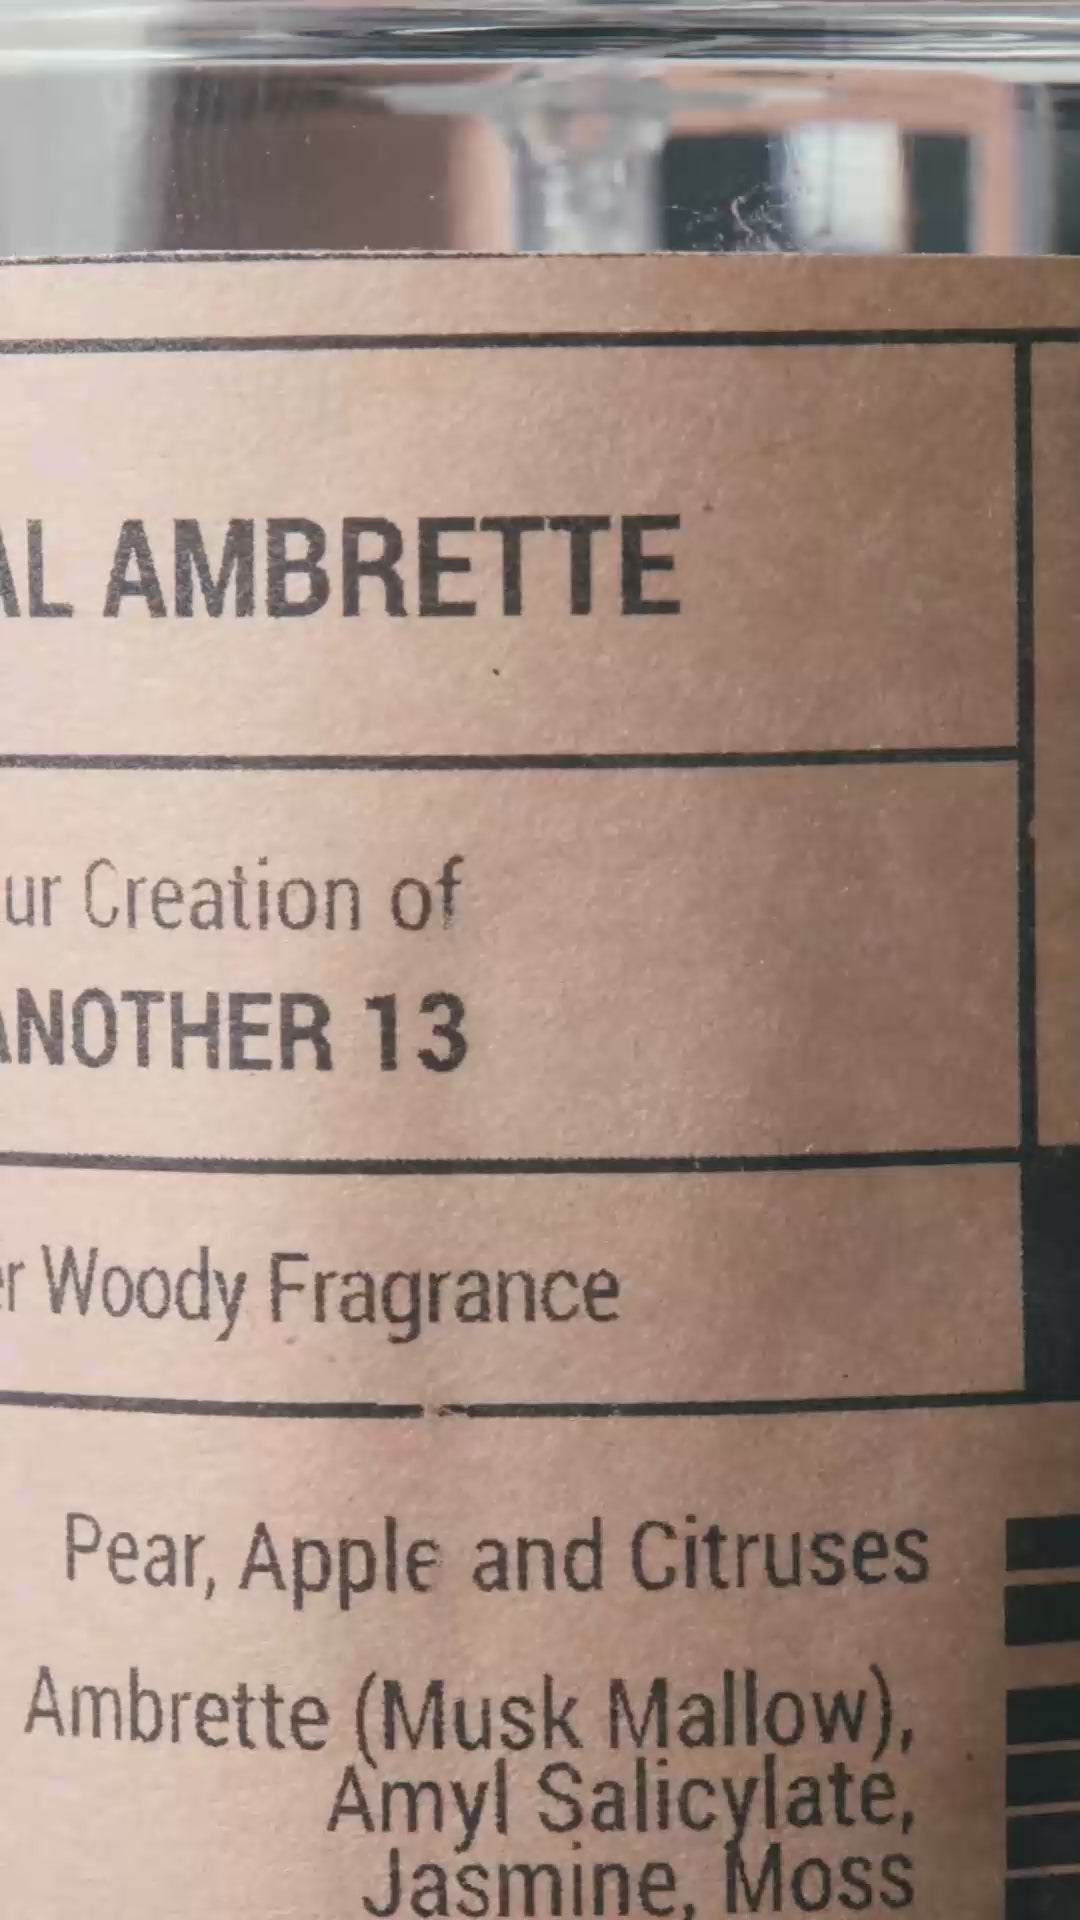 AL AMBRETTE
ur Creation of
ANOTHER 13
er Woody Fragrance
Pear, Apple and Citruses
Ambrette (Musk Mallow),
Amyl Salicylate,
Jasmine, Moss